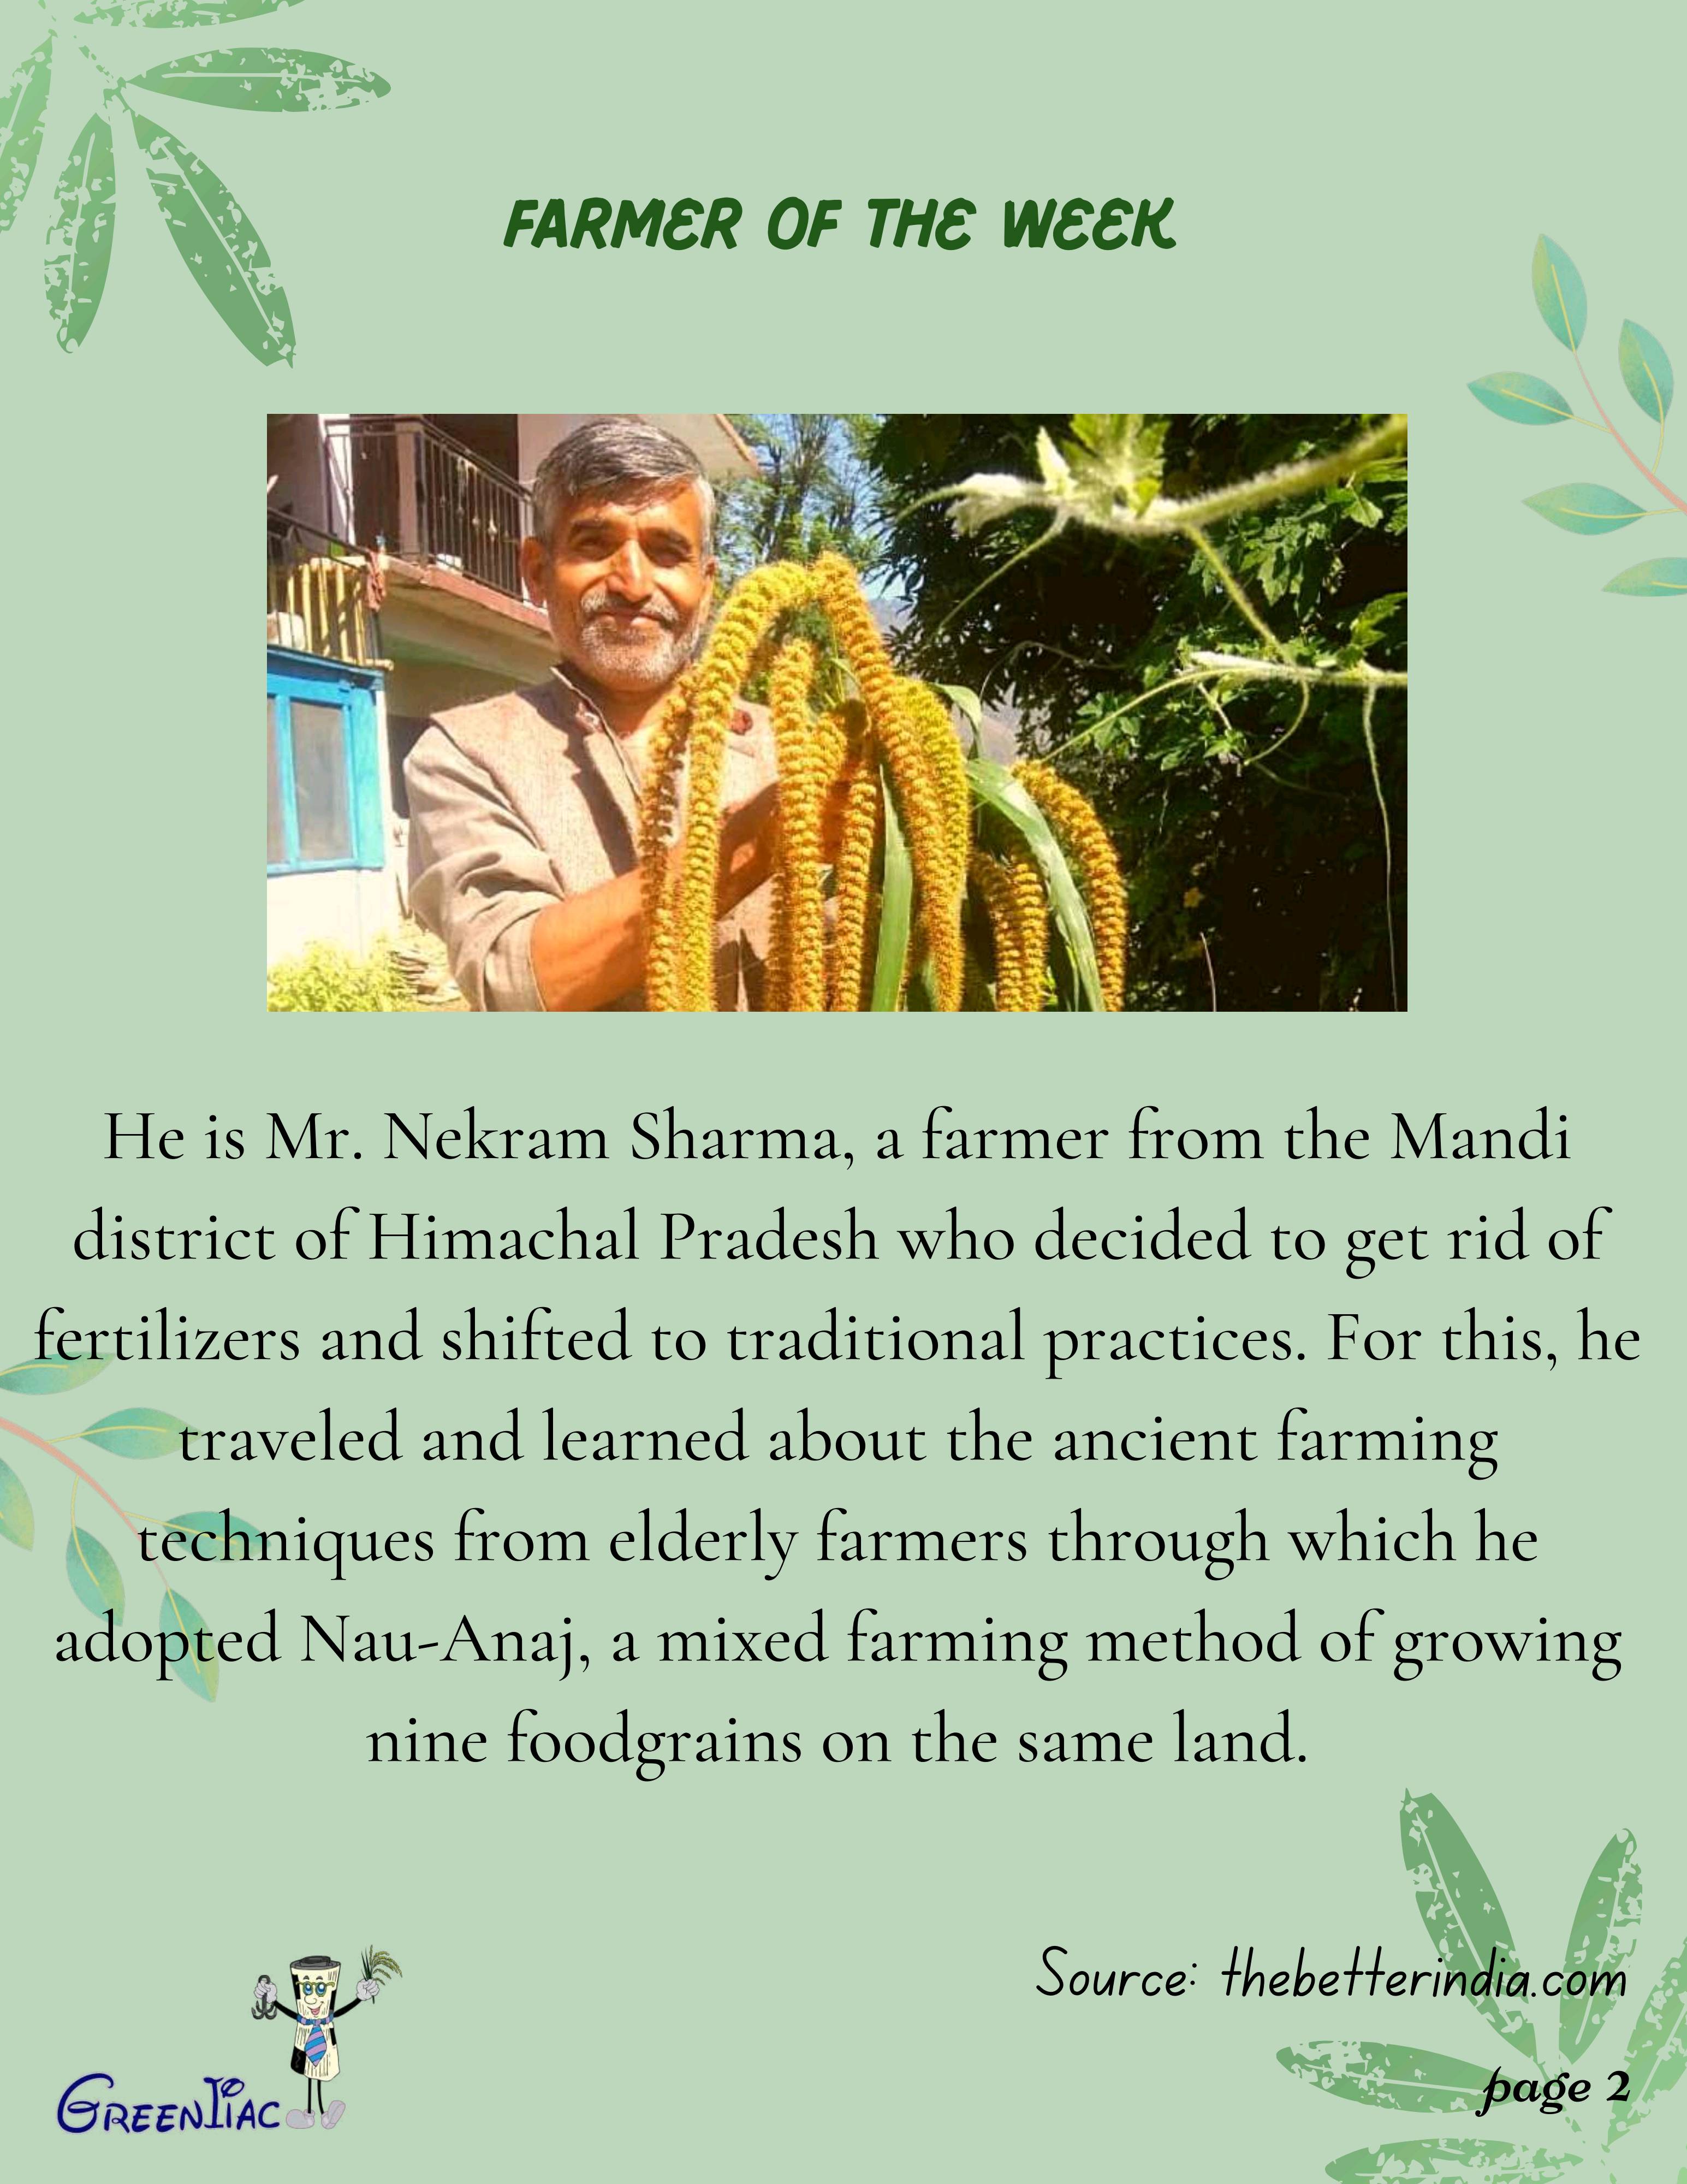 FARMER OF THE WEEK
He is Mr. Nekram Sharma, a farmer from the Mandi
district of Himachal Pradesh who decided to get rid of
fertilizers and shifted to traditional practices. For this, he
traveled and learned about the ancient farming
techniques from elderly farmers through which he
adopted Nau-Anaj, a mixed farming method of growing
nine foodgrains on the same land.
Source: thebetterindia.com
GREENIIAC
page 2